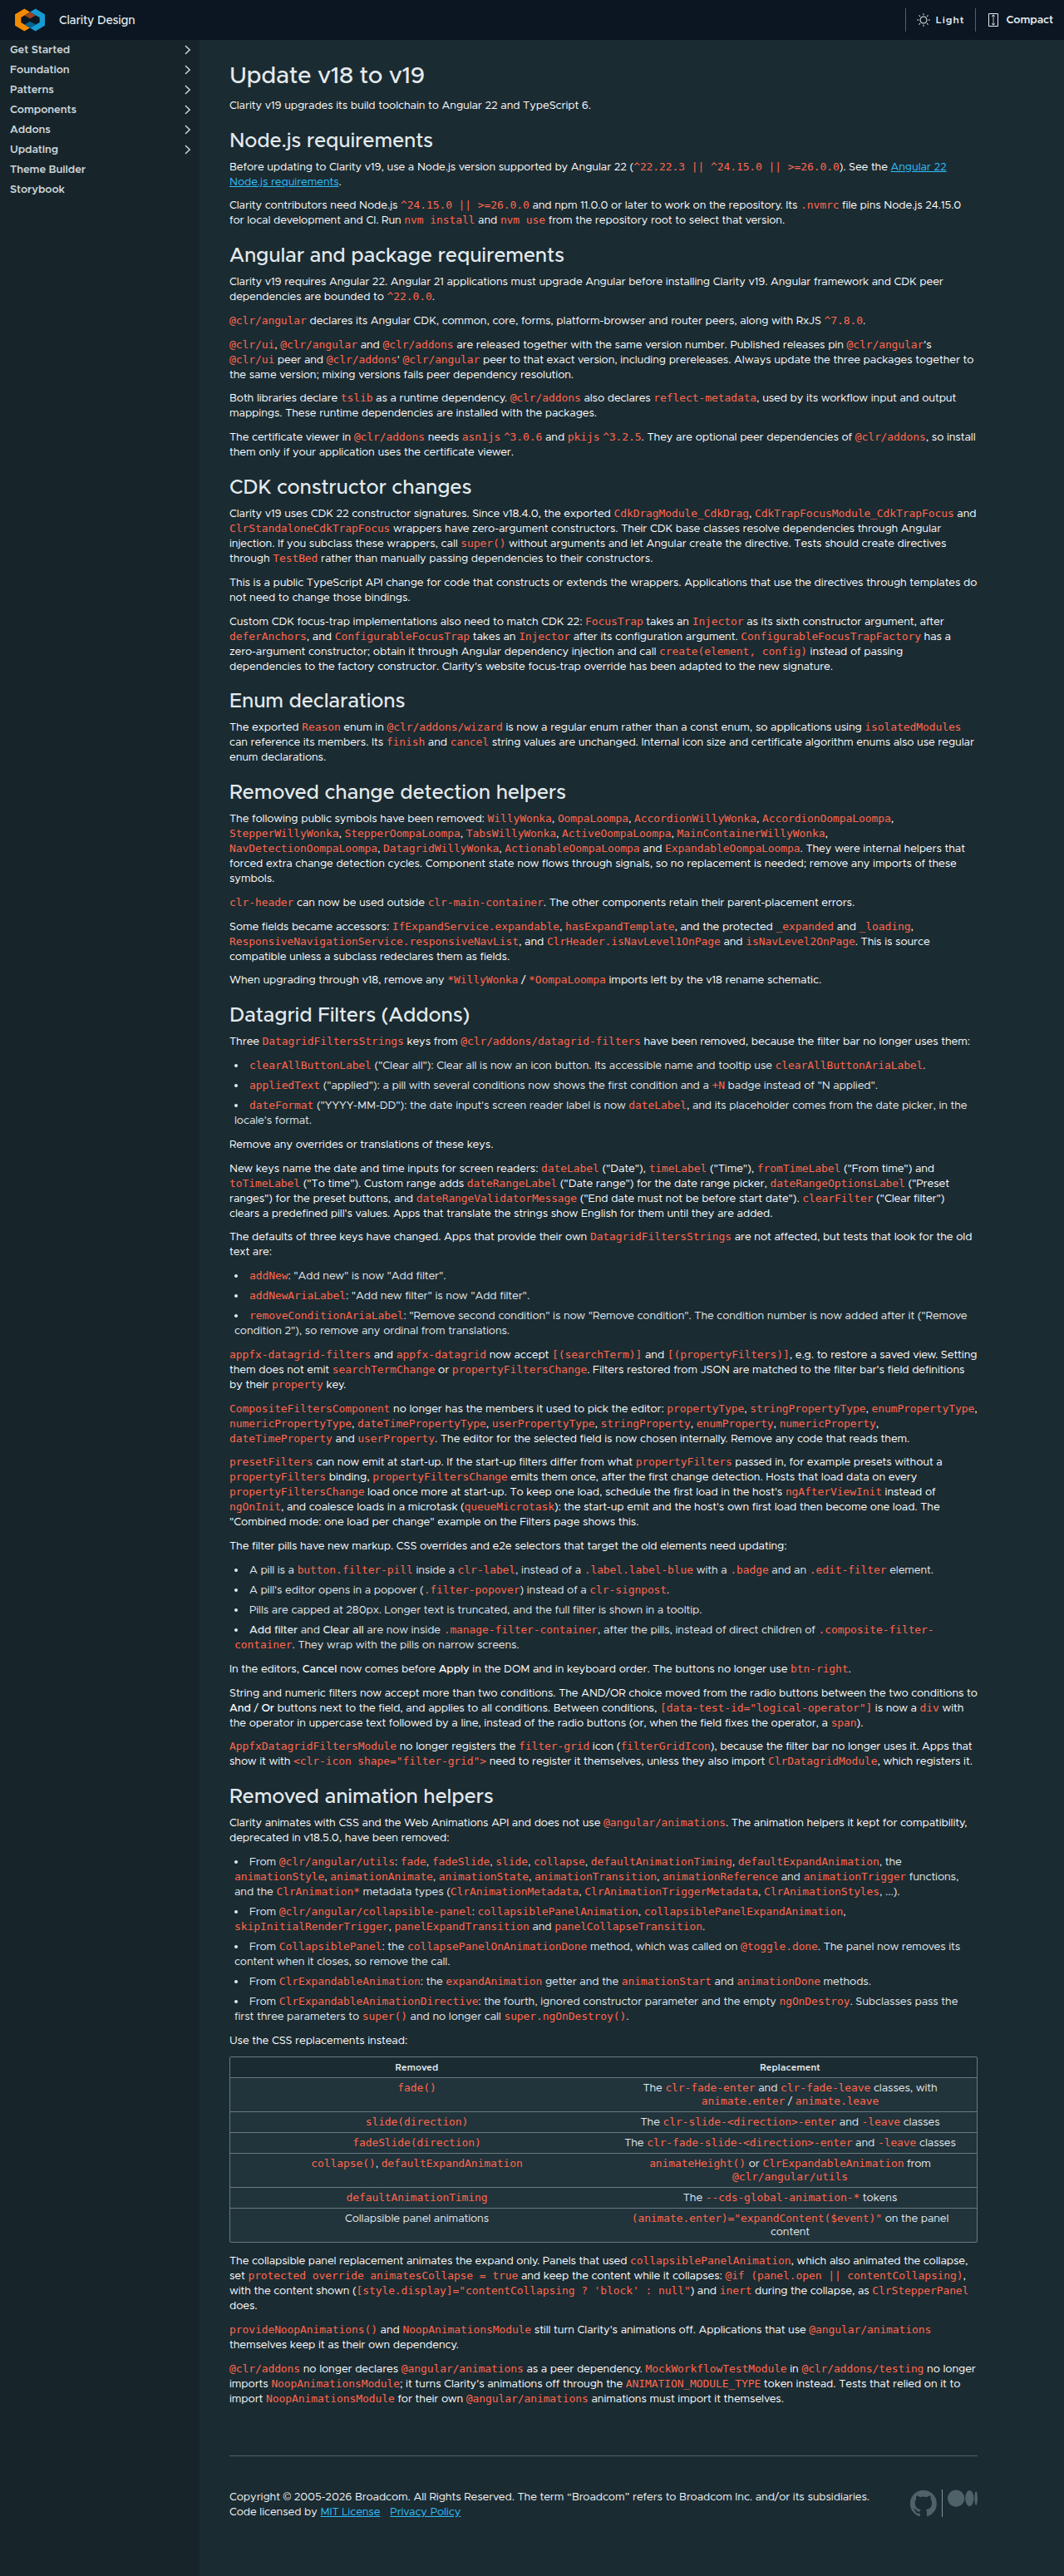 Clarity Design
Light
Compact
Get Started
Foundation
Patterns
Components
Addons
Updating
Theme Builder
Storybook
Update v18 to v19
Clarity v19 upgrades its build toolchain to Angular 22 and TypeScript 6.
Node.js requirements
Before updating to Clarity v19, use a Node.js version supported by Angular 22 (^22.22.3 || ^24.15.0 || >=26.0.0). See the Angular 22
Node.js requirements.
Clarity contributors need Node.js ^24.15.0 || >=26.0.0 and npm 11.0.0 or later to work on the repository. Its .nvmrc file pins Node.js 24.15.0
for local development and CI. Run nvm install and nvm use from the repository root to select that version.
Angular and package requirements
Clarity v19 requires Angular 22. Angular 21 applications must upgrade Angular before installing Clarity v19. Angular framework and CDK peer
dependencies are bounded to ^22.0.0.
@clr/angular declares its Angular CDK, common, core, forms, platform-browser and router peers, along with RxJS ^7.8.0.
@clr/ui, @clr/angular and @clr/addons are released together with the same version number. Published releases pin @clr/angular's
@clr/ui peer and @clr/addons' @clr/angular peer to that exact version, including prereleases. Always update the three packages together to
the same version; mixing versions fails peer dependency resolution.
Both libraries declare tslib as a runtime dependency. @clr/addons also declares reflect-metadata, used by its workflow input and output
mappings. These runtime dependencies are installed with the packages.
The certificate viewer in @clr/addons needs asn1js ^3.0.6 and pkijs ^3.2.5. They are optional peer dependencies of @clr/addons, so install
them only if your application uses the certificate viewer.
CDK constructor changes
Clarity v19 uses CDK 22 constructor signatures. Since v18.4.0, the exported CdkDragModule_CdkDrag, CdkTrapFocusModule_CdkTrapFocus and
ClrStandaloneCdkTrapFocus wrappers have zero-argument constructors. Their CDK base classes resolve dependencies through Angular
injection. If you subclass these wrappers, call super() without arguments and let Angular create the directive. Tests should create directives
through TestBed rather than manually passing dependencies to their constructors.
This is a public TypeScript API change for code that constructs or extends the wrappers. Applications that use the directives through templates do
not need to change those bindings.
Custom CDK focus-trap implementations also need to match CDK 22: FocusTrap takes an Injector as its sixth constructor argument, after
deferAnchors, and ConfigurableFocusTrap takes an Injector after its configuration argument. ConfigurableFocusTrapFactory has a
zero-argument constructor; obtain it through Angular dependency injection and call create(element, config) instead of passing
dependencies to the factory constructor. Clarity's website focus-trap override has been adapted to the new signature.
Enum declarations
The exported Reason enum in @clr/addons/wizard is now a regular enum rather than a const enum, so applications using isolatedModules
can reference its members. Its finish and cancel string values are unchanged. Internal icon size and certificate algorithm enums also use regular
enum declarations.
Removed change detection helpers
The following public symbols have been removed: WillyWonka, OompaLoompa, AccordionWillyWonka, AccordionOompaLoompa,
StepperWillyWonka, StepperOompaLoompa, TabsWillyWonka, ActiveOompaLoompa, MainContainerWillyWonka,
NavDetectionOompaLoompa, DatagridWillyWonka, ActionableOompaLoompa and ExpandableOompaLoompa. They were internal helpers that
forced extra change detection cycles. Component state now flows through signals, so no replacement is needed; remove any imports of these
symbols.
clr-header can now be used outside clr-main-container. The other components retain their parent-placement errors.
Some fields became accessors: IfExpandService.expandable, hasExpandTemplate, and the protected _expanded and _loading,
ResponsiveNavigationService.responsiveNavList, and ClrHeader.isNavLevel1OnPage and isNavLevel2OnPage. This is source
compatible unless a subclass redeclares them as fields.
When upgrading through v18, remove any *WillyWonka / *OompaLoompa imports left by the v18 rename schematic.
Datagrid Filters (Addons)
Three DatagridFiltersStrings keys from @clr/addons/datagrid-filters have been removed, because the filter bar no longer uses them:
• clearAllButtonLabel ("Clear all"): Clear all is now an icon button. Its accessible name and tooltip use clearAllButtonAriaLabel.
• appliedText ("applied"): a pill with several conditions now shows the first condition and a +N badge instead of "N applied".
• dateFormat ("YYYY-MM-DD"): the date input's screen reader label is now dateLabel, and its placeholder comes from the date picker, in the
locale's format.
Remove any overrides or translations of these keys.
New keys name the date and time inputs for screen readers: dateLabel ("Date"), timeLabel ("Time"), fromTimeLabel ("From time") and
toTimeLabel ("To time"). Custom range adds dateRangeLabel ("Date range") for the date range picker, dateRangeOptionsLabel ("Preset
ranges") for the preset buttons, and dateRangeValidatorMessage ("End date must not be before start date"). clearFilter ("Clear filter")
clears a predefined pill's values. Apps that translate the strings show English for them until they are added.
The defaults of three keys have changed. Apps that provide their own DatagridFiltersStrings are not affected, but tests that look for the old
text are:
• addNew: "Add new" is now "Add filter".
• addNewAriaLabel: "Add new filter" is now "Add filter".
• removeConditionAriaLabel: "Remove second condition" is now "Remove condition". The condition number is now added after it ("Remove
condition 2"), so remove any ordinal from translations.
appfx-datagrid-filters and appfx-datagrid now accept [(searchTerm)] and [(propertyFilters)], e.g. to restore a saved view. Setting
them does not emit searchTermChange or propertyFiltersChange. Filters restored from JSON are matched to the filter bar's field definitions
by their property key.
CompositeFiltersComponent no longer has the members it used to pick the editor: propertyType, stringPropertyType, enumPropertyType,
numericPropertyType, dateTimePropertyType, userPropertyType, stringProperty, enumProperty, numericProperty,
dateTimeProperty and userProperty. The editor for the selected field is now chosen internally. Remove any code that reads them.
presetFilters can now emit at start-up. If the start-up filters differ from what propertyFilters passed in, for example presets without a
propertyFilters binding, propertyFiltersChange emits them once, after the first change detection. Hosts that load data on every
propertyFiltersChange load once more at start-up. To keep one load, schedule the first load in the host's ngAfterViewInit instead of
ngOnInit, and coalesce loads in a microtask (queueMicrotask): the start-up emit and the host's own first load then become one load. The
"Combined mode: one load per change" example on the Filters page shows this.
The filter pills have new markup. CSS overrides and e2e selectors that target the old elements need updating:
• A pill is a button.filter-pill inside a clr-label, instead of a .label.label-blue with a .badge and an .edit-filter element.
• A pill's editor opens in a popover (.filter-popover) instead of a clr-signpost.
• Pills are capped at 280px. Longer text is truncated, and the full filter is shown in a tooltip.
• Add filter and Clear all are now inside .manage-filter-container, after the pills, instead of direct children of .composite-filter-
container. They wrap with the pills on narrow screens.
In the editors, Cancel now comes before Apply in the DOM and in keyboard order. The buttons no longer use btn-right.
String and numeric filters now accept more than two conditions. The AND/OR choice moved from the radio buttons between the two conditions to
And / Or buttons next to the field, and applies to all conditions. Between conditions, [data-test-id="logical-operator"] is now a div with
the operator in uppercase text followed by a line, instead of the radio buttons (or, when the field fixes the operator, a span).
AppfxDatagridFiltersModule no longer registers the filter-grid icon (filterGridIcon), because the filter bar no longer uses it. Apps that
show it with <clr-icon shape="filter-grid"> need to register it themselves, unless they also import ClrDatagridModule, which registers it.
Removed animation helpers
Clarity animates with CSS and the Web Animations API and does not use @angular/animations. The animation helpers it kept for compatibility,
deprecated in v18.5.0, have been removed:
• From @clr/angular/utils: fade, fadeSlide, slide, collapse, defaultAnimationTiming, defaultExpandAnimation, the
animationStyle, animationAnimate, animationState, animationTransition, animationReference and animationTrigger functions,
and the ClrAnimation* metadata types (ClrAnimationMetadata, ClrAnimationTriggerMetadata, ClrAnimationStyles, ...).
• From @clr/angular/collapsible-panel: collapsiblePanelAnimation, collapsiblePanelExpandAnimation,
skipInitialRenderTrigger, panelExpandTransition and panelCollapseTransition.
• From CollapsiblePanel: the collapsePanelOnAnimationDone method, which was called on @toggle.done. The panel now removes its
content when it closes, so remove the call.
• From ClrExpandableAnimation: the expandAnimation getter and the animationStart and animationDone methods.
• From ClrExpandableAnimationDirective: the fourth, ignored constructor parameter and the empty ngOnDestroy. Subclasses pass the
first three parameters to super() and no longer call super.ngOnDestroy().
Use the CSS replacements instead:
Removed
Replacement
fade()
The clr-fade-enter and clr-fade-leave classes, with
animate.enter / animate.leave
slide(direction)
The clr-slide-<direction>-enter and -leave classes
fadeSlide(direction)
The clr-fade-slide-<direction>-enter and -leave classes
collapse(), defaultExpandAnimation
animateHeight() or ClrExpandableAnimation from
@clr/angular/utils
defaultAnimationTiming
The --cds-global-animation-* tokens
Collapsible panel animations
(animate.enter)="expandContent($event)" on the panel
content
The collapsible panel replacement animates the expand only. Panels that used collapsiblePanelAnimation, which also animated the collapse,
set protected override animatesCollapse = true and keep the content while it collapses: @if (panel.open || contentCollapsing),
with the content shown ([style.display]="contentCollapsing ? 'block' : null") and inert during the collapse, as ClrStepperPanel
does.
provideNoopAnimations() and NoopAnimationsModule still turn Clarity's animations off. Applications that use @angular/animations
themselves keep it as their own dependency.
@clr/addons no longer declares @angular/animations as a peer dependency. MockWorkflowTestModule in @clr/addons/testing no longer
imports NoopAnimationsModule; it turns Clarity's animations off through the ANIMATION_MODULE_TYPE token instead. Tests that relied on it to
import NoopAnimationsModule for their own @angular/animations animations must import it themselves.
Copyright © 2005-2026 Broadcom. All Rights Reserved. The term “Broadcom” refers to Broadcom Inc. and/or its subsidiaries.
Code licensed by MIT License Privacy Policy